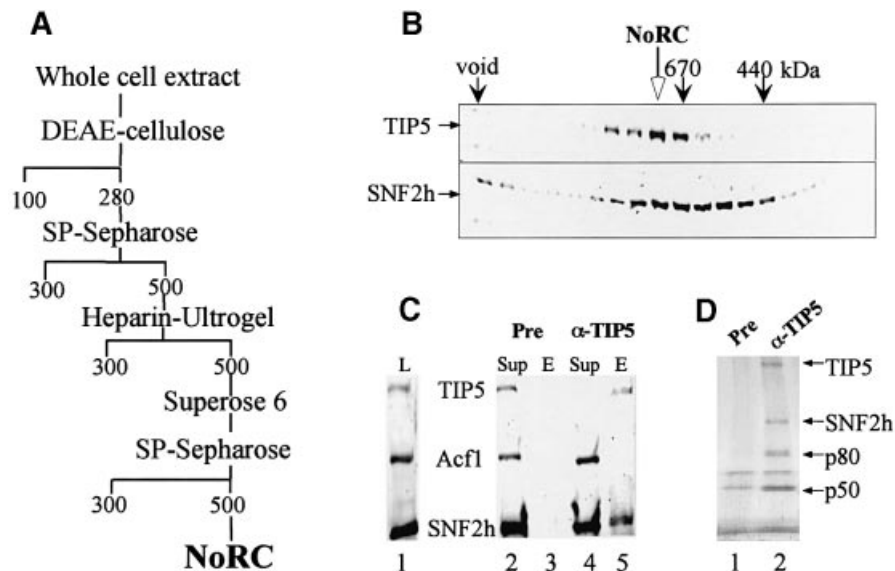 A
Whole cell extract
DEAE-cellulose
100 280
SP-Sepharose
300 500
Heparin-Ultrogel
300 500
Superose 6
SP-Sepharose
300 500
NoRC
B
NoRC
void 670 440 kDa
TIP5
SNF2h
C
Pre α-TIP5
L Sup E Sup E
TIP5
Acf1
SNF2h
1 2 3 4 5
D
Pre α-TIP5
TIP5
SNF2h
p80
p50
1 2